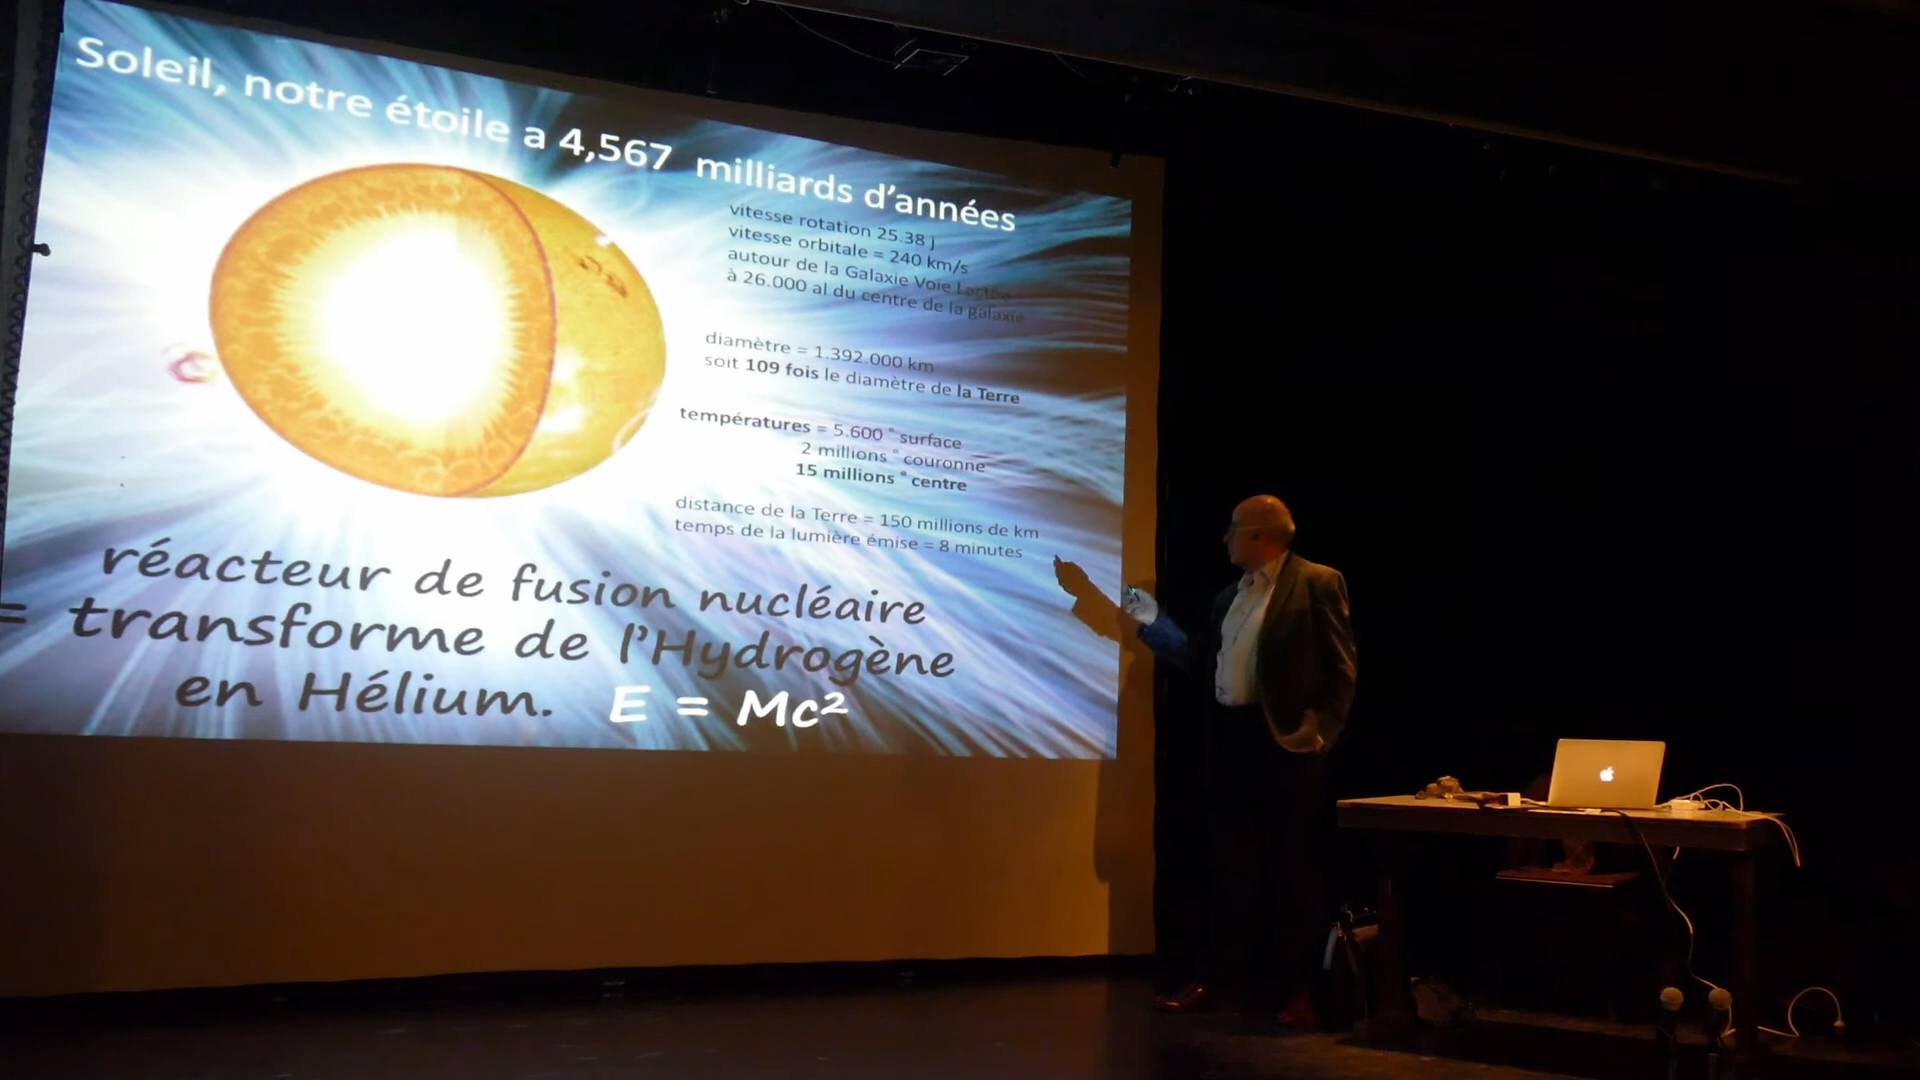 Soleil, notre étoile a 4,567 milliards d'années
vitesse rotation 25.38 j
vitesse orbitale = 240 km/s
autour de la Galaxie Voie Lactée
à 26.000 al du centre de la galaxie
diamètre = 1.392.000 km
soit 109 fois le diamètre de la Terre
températures = 5.600 ° surface
2 millions ° couronne
15 millions ° centre
distance de la Terre = 150 millions de km
temps de la lumière émise = 8 minutes
réacteur de fusion nucléaire
= transforme de l'Hydrogène
en Hélium. E = Mc²